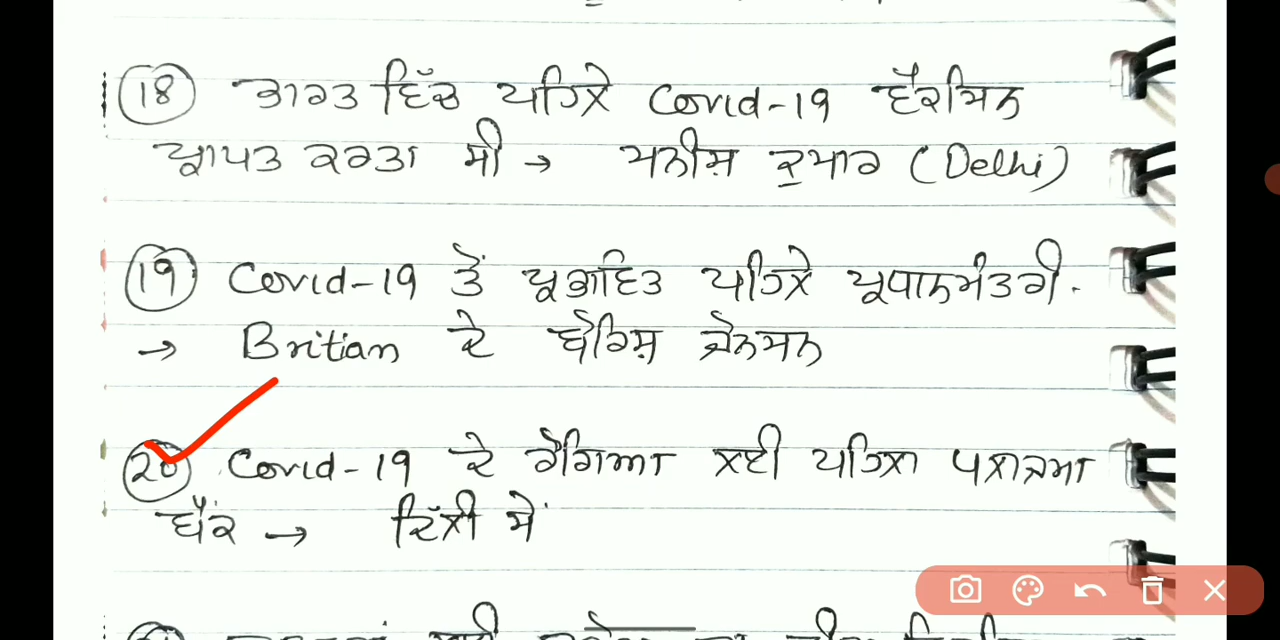 (18) ਭਾਰਤ ਵਿੱਚ ਪਹਿਲੇ Covid-19 ਵੈਕਸਿਨ
ਪ੍ਰਾਪਤ ਕਰਤਾ ਸੀ → ਮਨੀਸ਼ ਕੁਮਾਰ (Delhi)
(19) Covid-19 ਤੋਂ ਪ੍ਰਭਾਵਿਤ ਪਹਿਲੇ ਪ੍ਰਧਾਨਮੰਤਰੀ.
→ Britian ਦੇ ਬੋਰਿਸ਼ ਜੋਨਸਨ
(20) Covid-19 ਦੇ ਰੋਗਿਆ ਲਈ ਪਹਿਲਾ ਪਲਾਜਮਾ
ਬੈਂਕ → ਦਿੱਲੀ ਮੇਂ